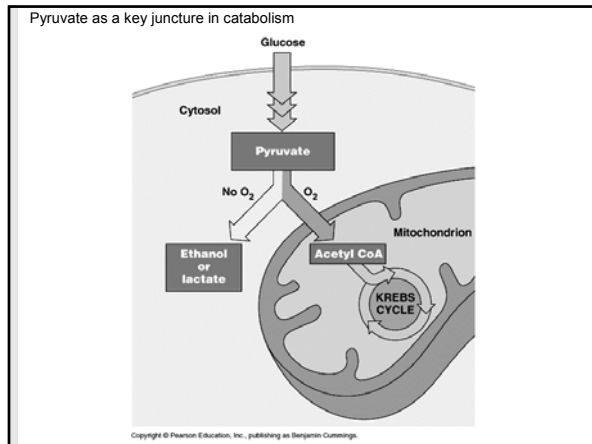 Pyruvate as a key juncture in catabolism
Glucose
Cytosol
Pyruvate
No O₂
O₂
Mitochondrion
Ethanol
or
lactate
Acetyl CoA
KREBS
CYCLE
Copyright © Pearson Education, Inc., publishing as Benjamin Cummings.